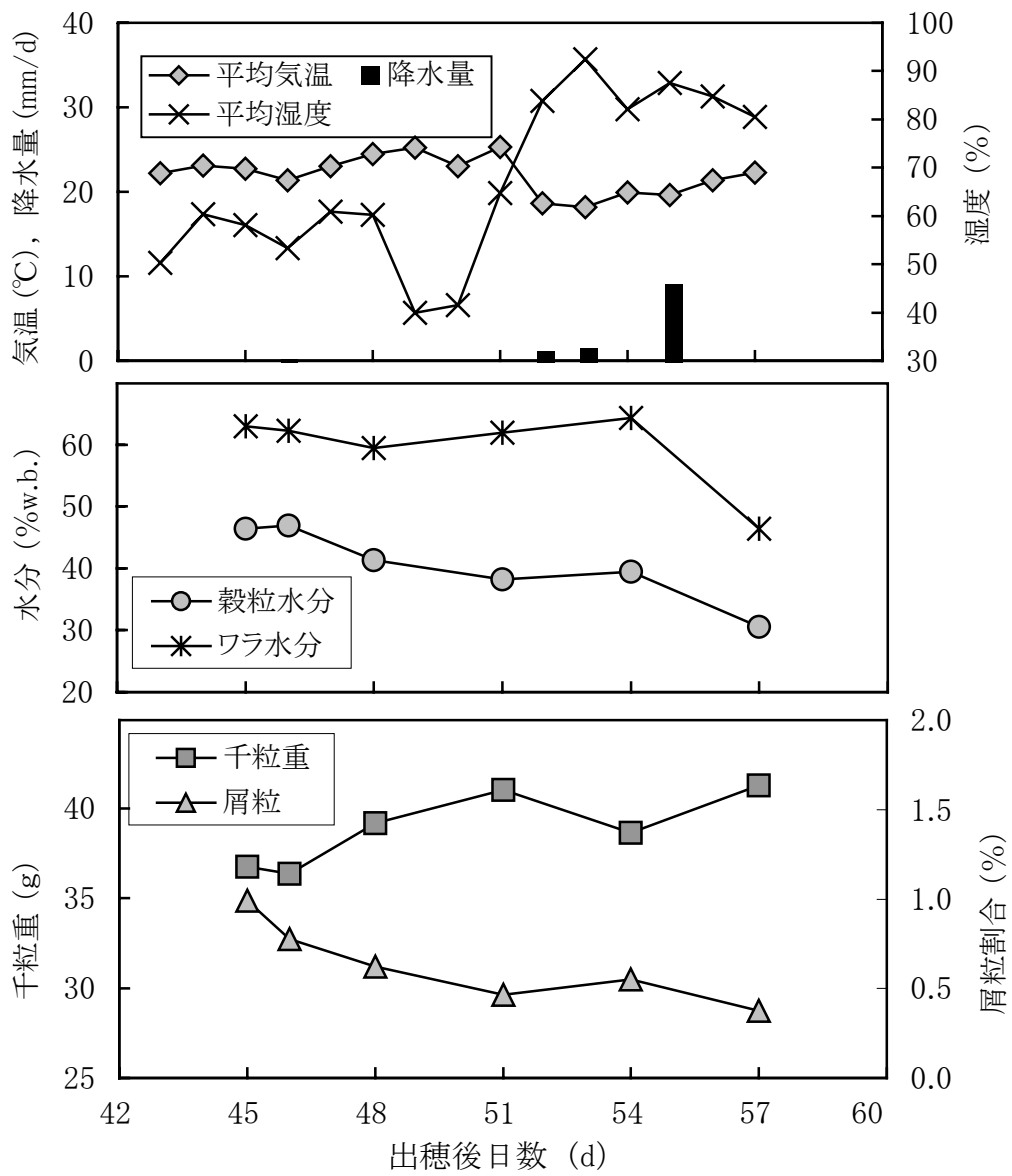 40
30
20
10
0
気温 (℃), 降水量 (mm/d)
平均気温
降水量
平均湿度
100
90
80
70
60
50
40
30
湿度 (%)
60
50
40
30
20
水分 (%w.b.)
穀粒水分
ワラ水分
40
35
30
25
千粒重 (g)
千粒重
屑粒
2.0
1.5
1.0
0.5
0.0
屑粒割合 (%)
42 45 48 51 54 57 60
出穂後日数 (d)